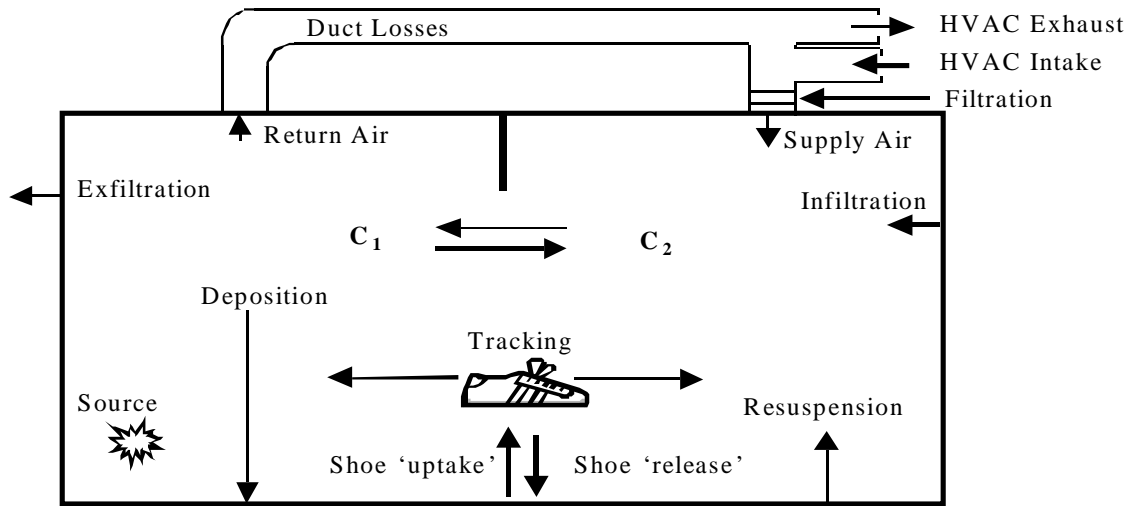 Duct Losses
HVAC Exhaust
HVAC Intake
Filtration
Return Air
Supply Air
Exfiltration
Infiltration
C1
C2
Deposition
Tracking
Source
Resuspension
Shoe ‘uptake’
Shoe ‘release’